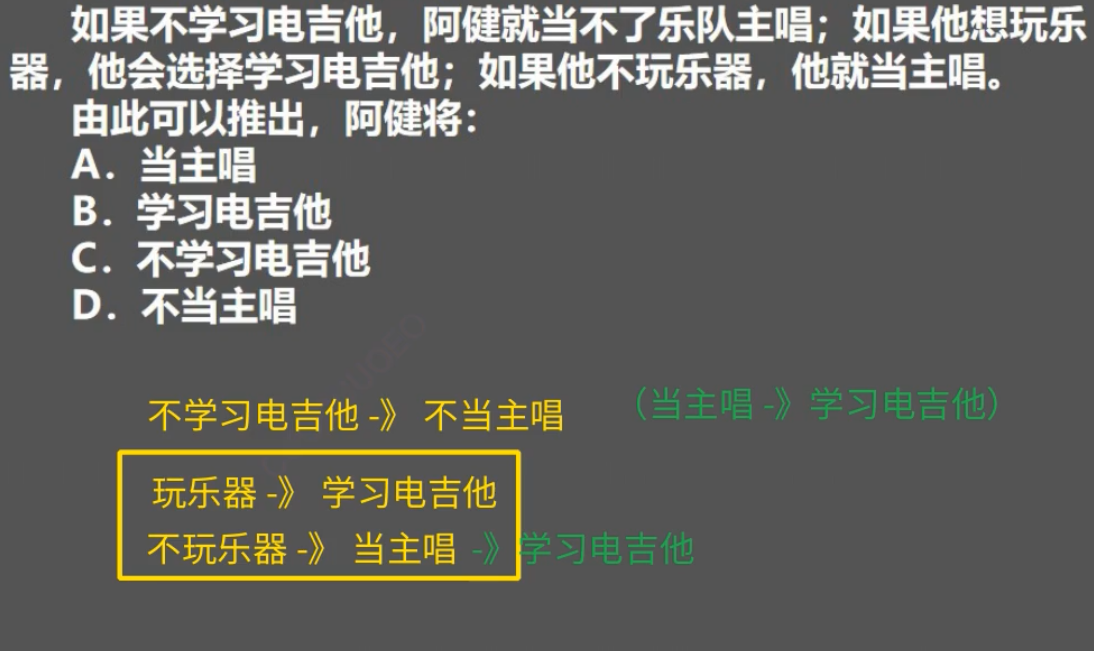 如果不学习电吉他，阿健就当不了乐队主唱；如果他想玩乐
器，他会选择学习电吉他；如果他不玩乐器，他就当主唱。
由此可以推出，阿健将：
A．当主唱
B．学习电吉他
C．不学习电吉他
D．不当主唱
不学习电吉他 -》 不当主唱 （当主唱 -》学习电吉他）
玩乐器 -》 学习电吉他
不玩乐器 -》 当主唱 -》学习电吉他